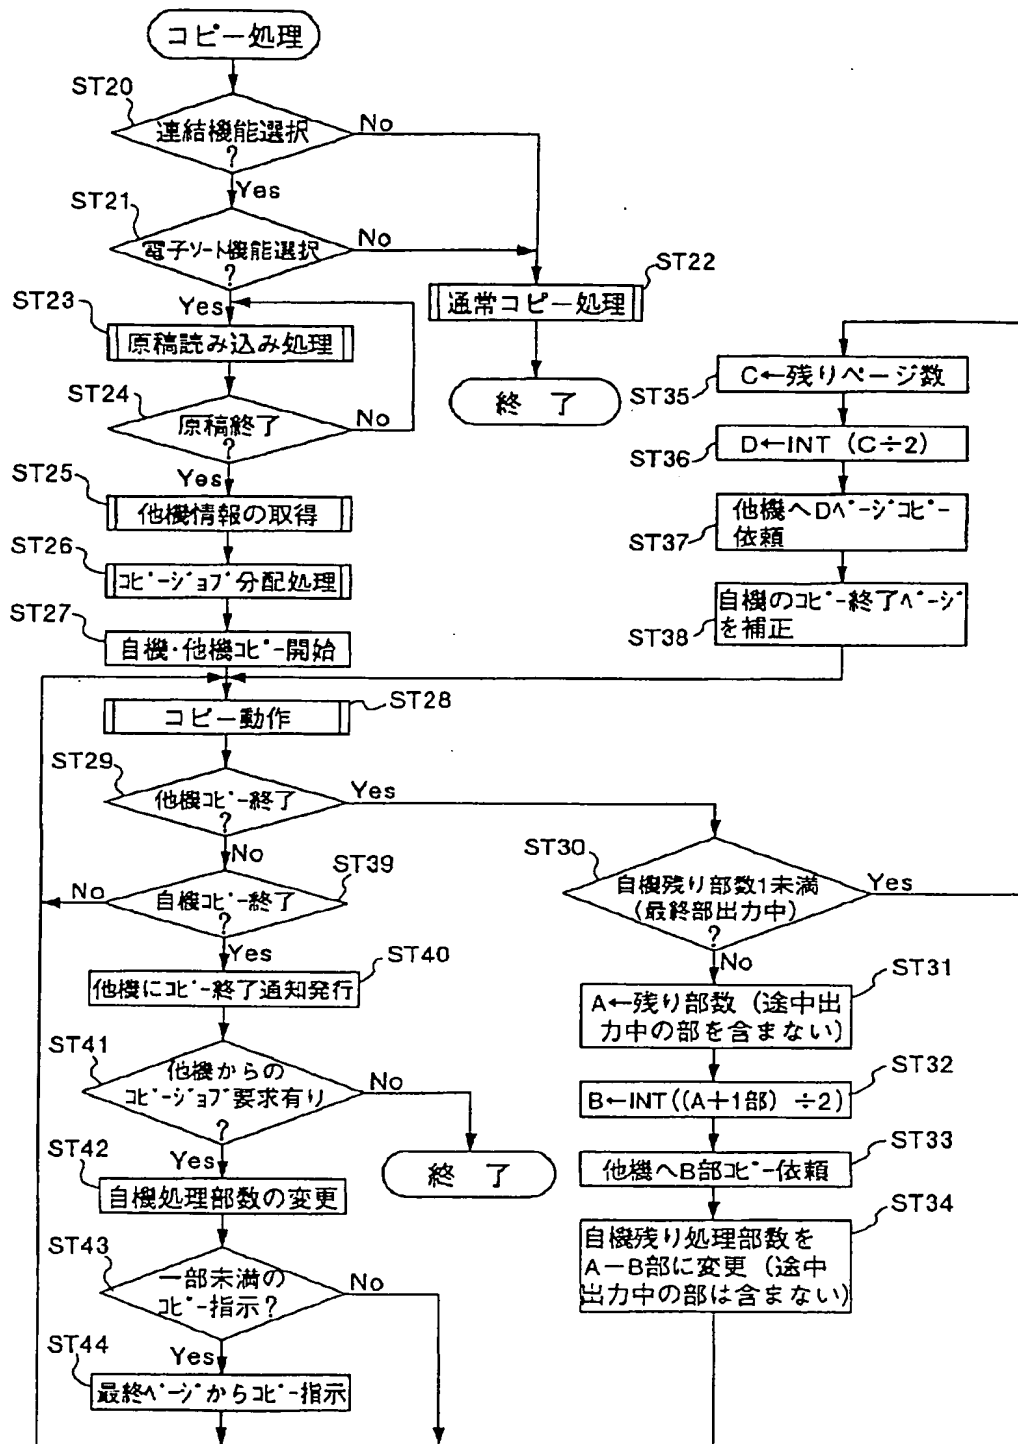 コピー処理
ST20
連結機能選択
?
No
Yes
ST21
電子ソート機能選択
?
No
Yes
ST22
通常コピー処理
終 了
ST23
原稿読み込み処理
ST24
原稿終了
?
No
Yes
ST25
他機情報の取得
ST26
コピージョブ分配処理
ST27
自機・他機コピー開始
ST28
コピー動作
ST29
他機コピー終了
?
Yes
No
ST30
自機残り部数1未満
(最終部出力中)
?
Yes
No
ST31
A←残り部数(途中出
力中の部を含まない)
ST32
B←INT((A+1部)÷2)
ST33
他機へB部コピー依頼
ST34
自機残り処理部数を
A-B部に変更(途中
出力中の部は含まない)
ST35
C←残りページ数
ST36
D←INT(C÷2)
ST37
他機へDページコピー
依頼
ST38
自機のコピー終了ページ
を補正
ST39
自機コピー終了
?
No
Yes
ST40
他機にコピー終了通知発行
ST41
他機からの
コピージョブ要求有り
?
No
Yes
終 了
ST42
自機処理部数の変更
ST43
一部未満の
コピー指示?
No
Yes
ST44
最終ページからコピー指示